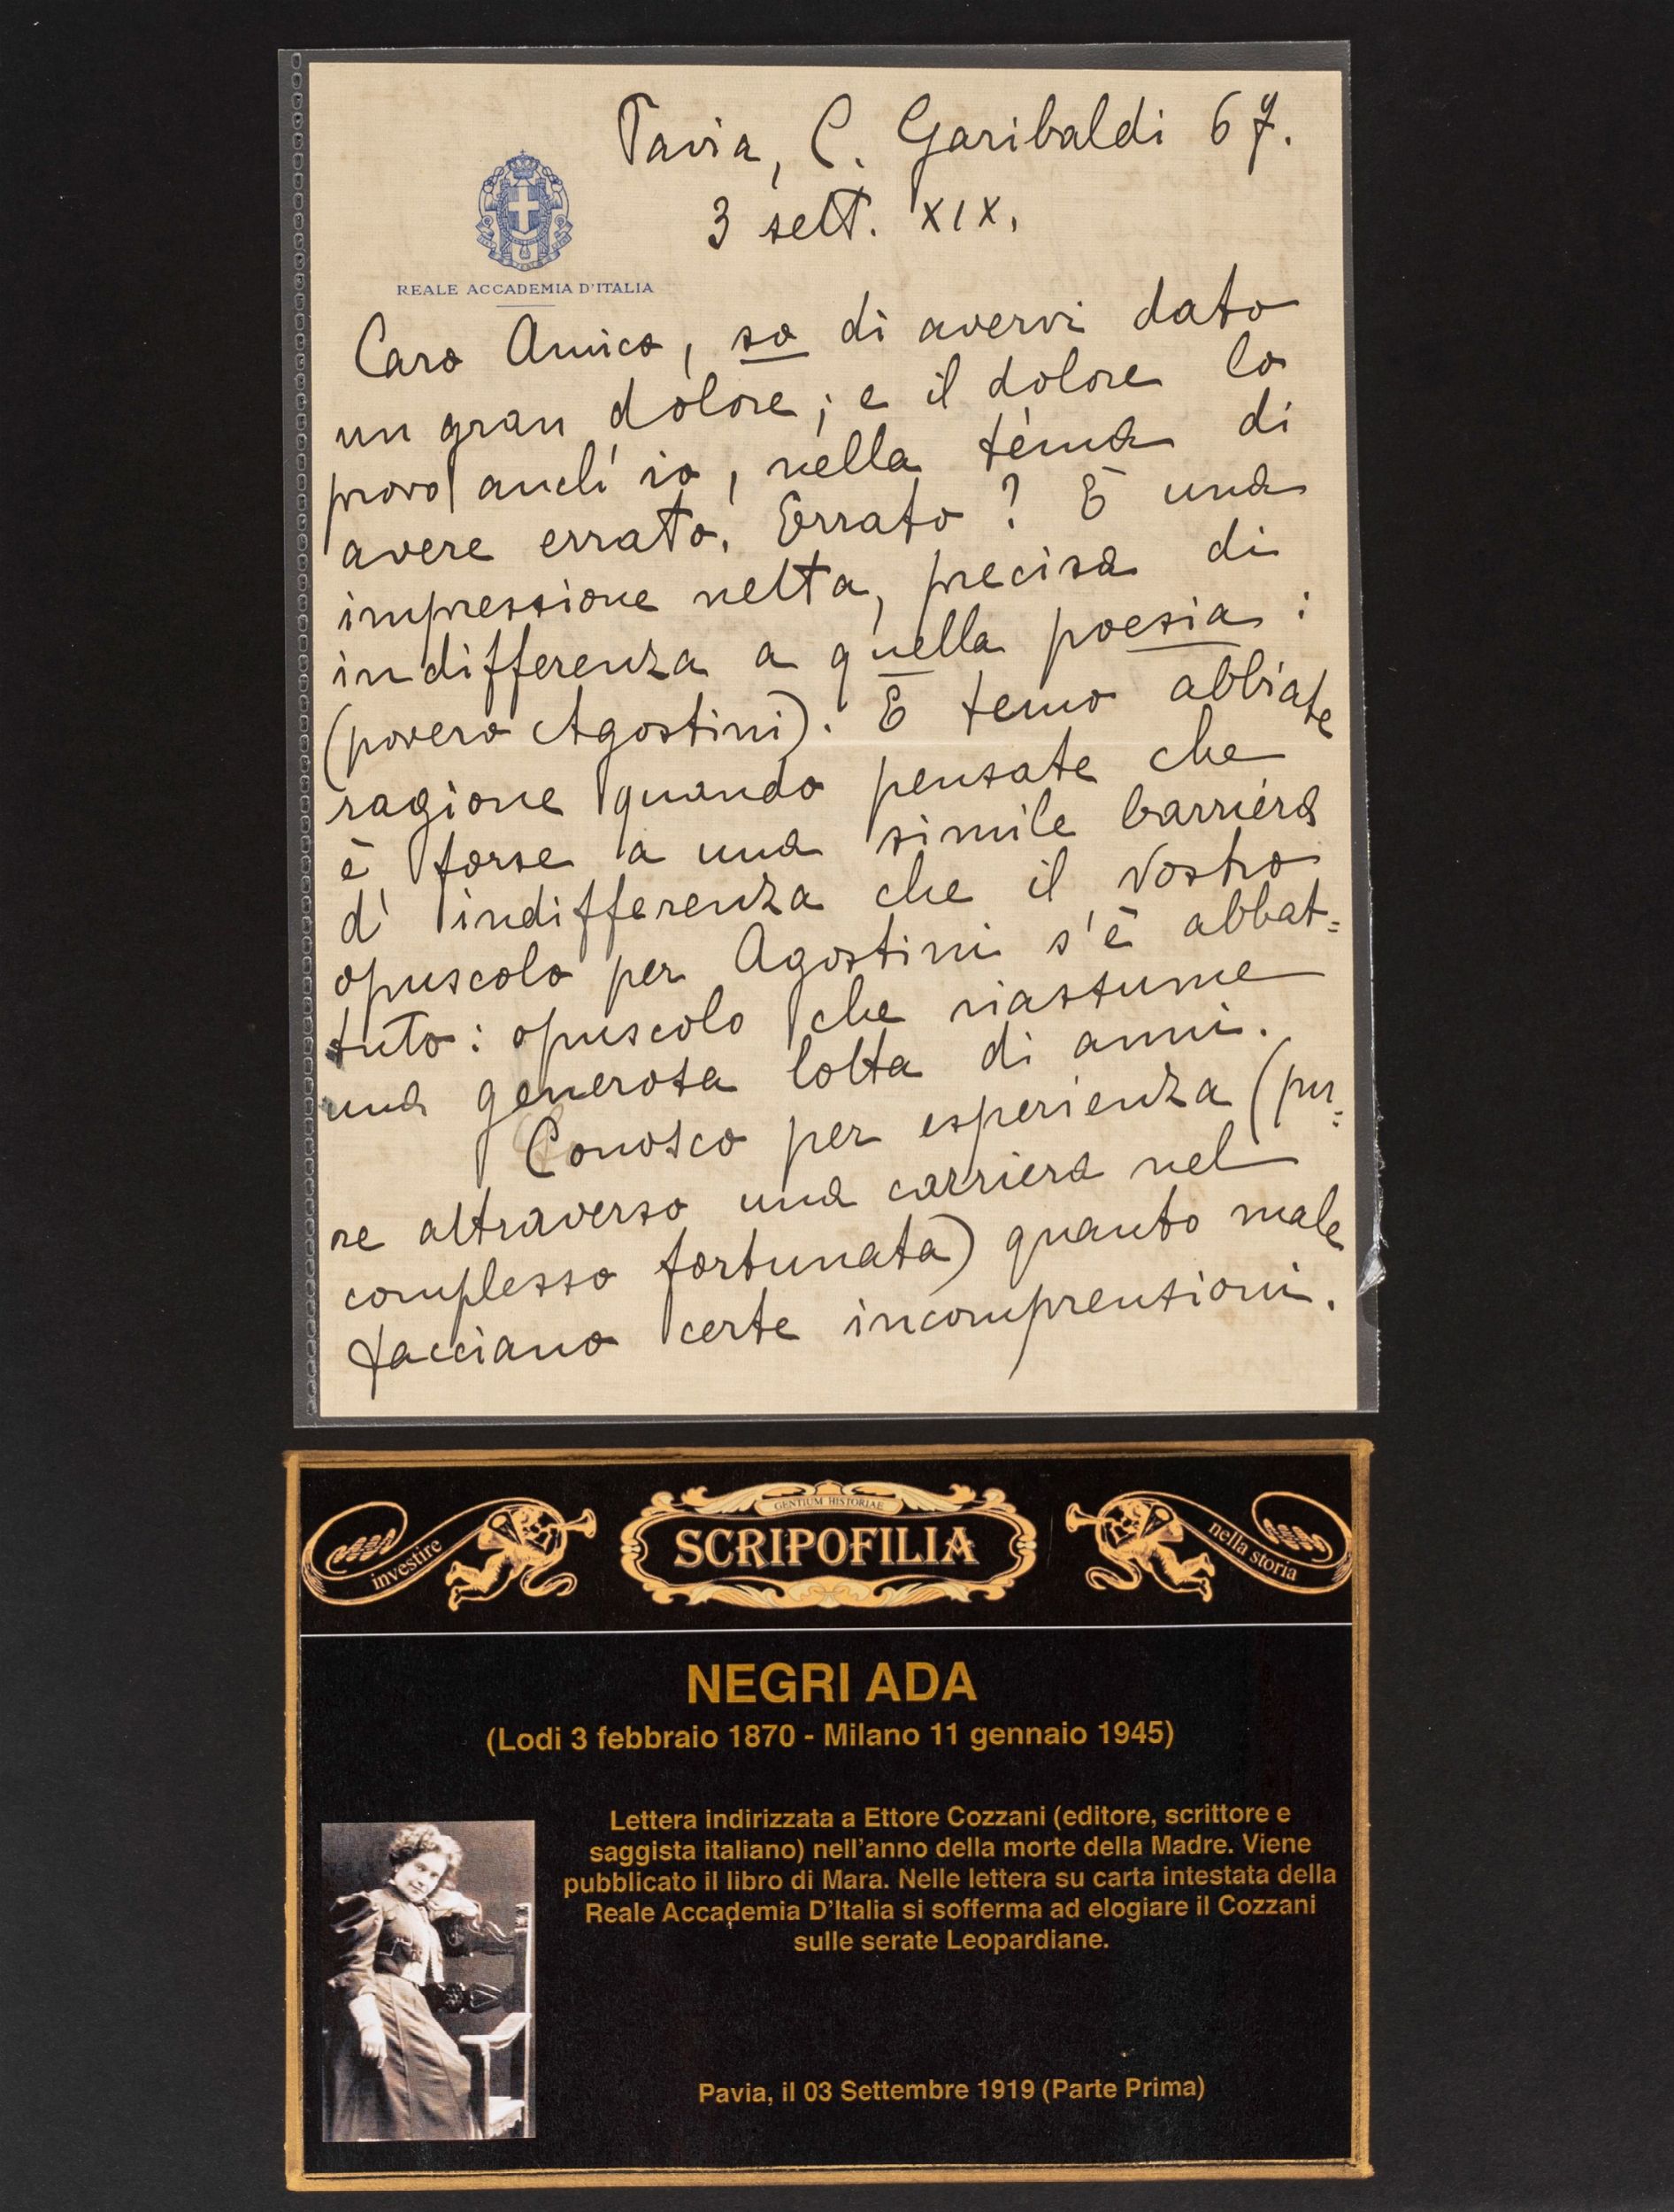 Pavia, C. Garibaldi 67.
3 sett. XIX.
REALE ACCADEMIA D'ITALIA
Caro Amico, so di avervi dato
un gran dolore; e il dolore lo
provo anch'io, nella téma di
avere errato. Errato? È una
impressione netta, precisa di
indifferenza a quella poesia:
(povero Agostini). E temo abbiate
ragione quando pensate che
è forse a una simile barriera
d'indifferenza che il Vostro
opuscolo per Agostini s'è abbat=
tuto: opuscolo che riassume
una generosa lotta di anni.
Conosco per esperienza (pu=
re attraverso una carriera nel
complesso fortunata) quanto male
facciano certe incomprensioni.
GENTIUM HISTORIAE
investire
SCRIPOFILIA
nella storia
NEGRI ADA
(Lodi 3 febbraio 1870 - Milano 11 gennaio 1945)
Lettera indirizzata a Ettore Cozzani (editore, scrittore e
saggista italiano) nell'anno della morte della Madre. Viene
pubblicato il libro di Mara. Nelle lettera su carta intestata della
Reale Accademia D'Italia si sofferma ad elogiare il Cozzani
sulle serate Leopardiane.
Pavia, il 03 Settembre 1919 (Parte Prima)